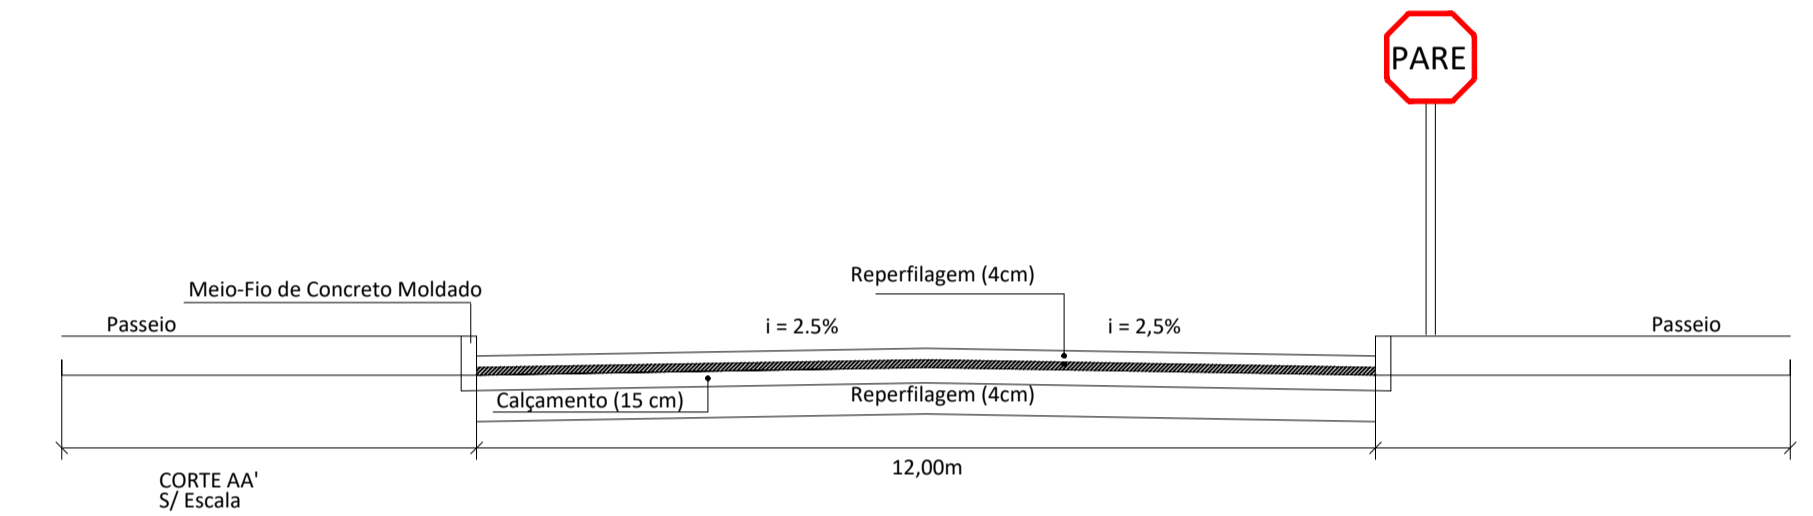 PARE
Reperfilagem (4cm)
Meio-Fio de Concreto Moldado
Passeio
i = 2.5%
i = 2,5%
Passeio
Calçamento (15 cm)
Reperfilagem (4cm)
12,00m
CORTE AA'
S/ Escala